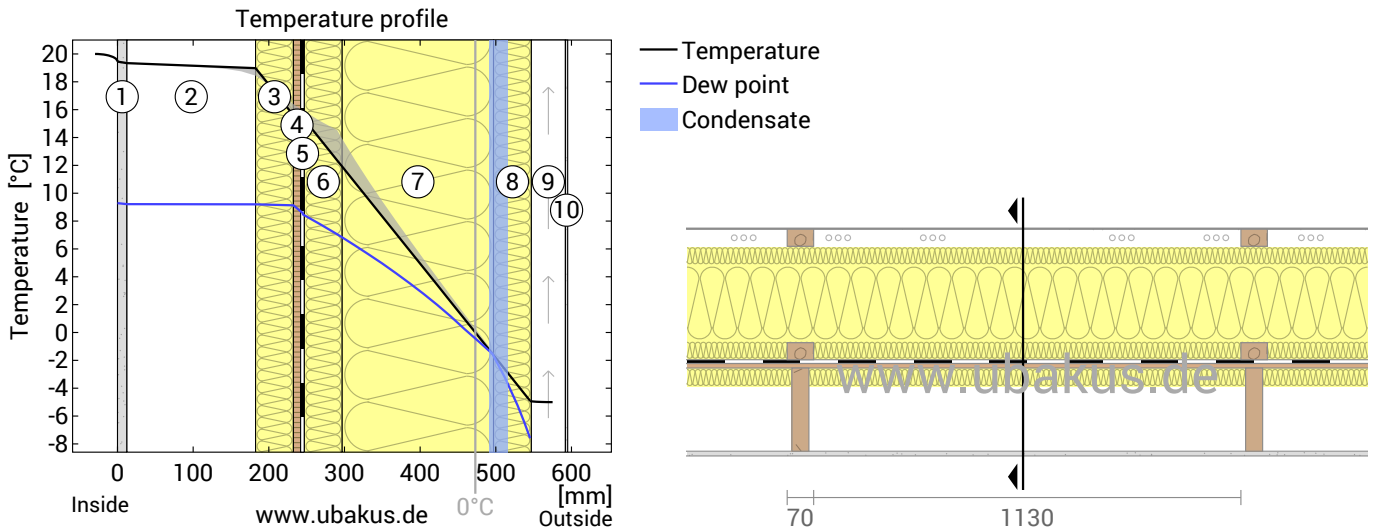 Temperature profile
Temperature [°C]
20
18
16
14
12
10
8
6
4
2
0
-2
-4
-6
-8
1
2
3
4
5
6
7
8
9
10
0 100 200 300 400 500 600
[mm]
Inside
www.ubakus.de
0°C
Outside
Temperature
Dew point
Condensate
www.ubakus.de
70 1130